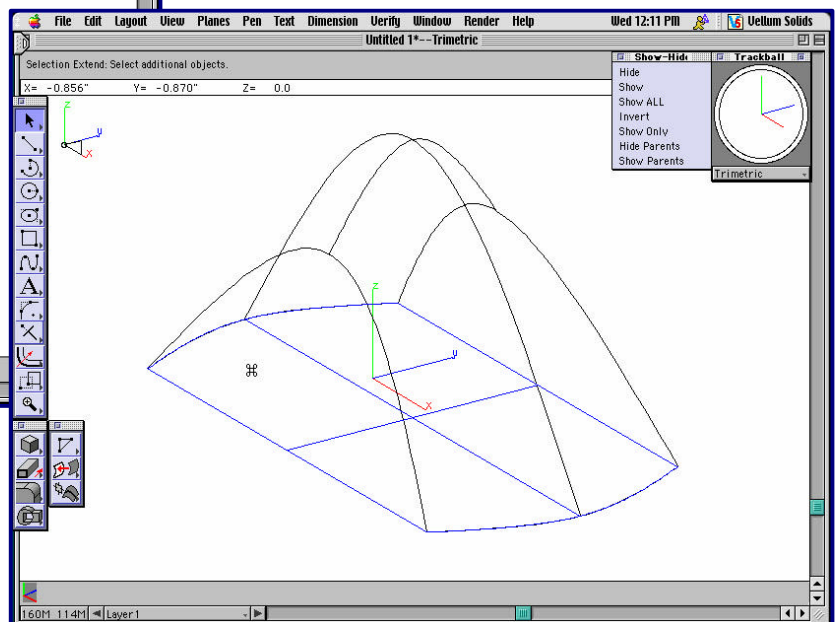 File Edit Layout View Planes Pen Text Dimension Verify Window Render Help Wed 12:11 PM Vellum Solids
Untitled 1*--Trimetric
Selection Extend: Select additional objects.
X= -0.856" Y= -0.870" Z= 0.0
Show-Hide
Hide
Show
Show ALL
Invert
Show Only
Hide Parents
Show Parents
Trackball
Trimetric
z
y
x
A
z
y
x
160M 114M Layer1